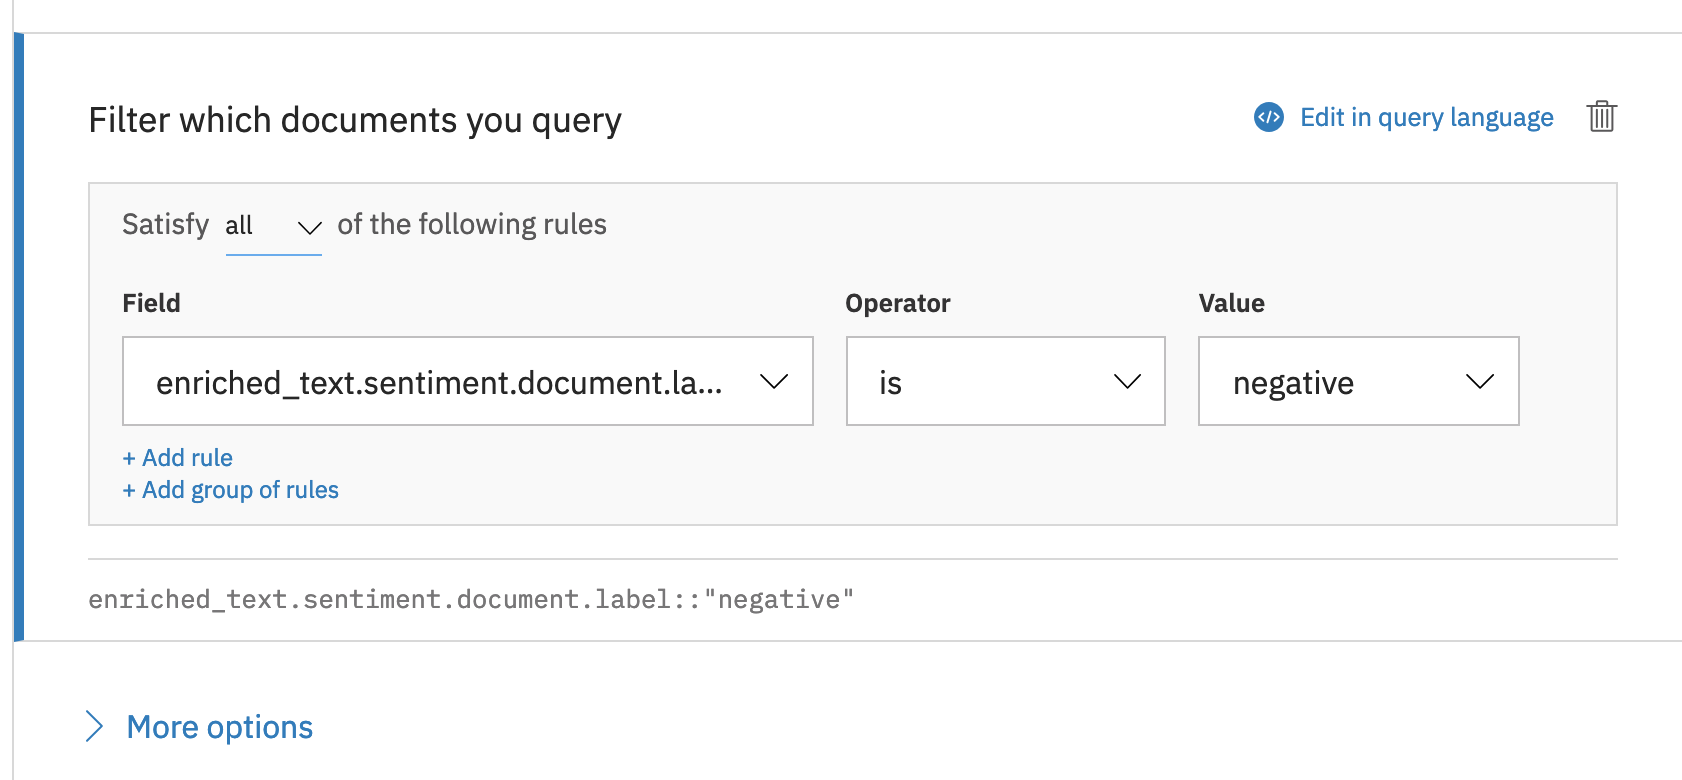 Filter which documents you query
</> Edit in query language
Satisfy all of the following rules
Field Operator Value
enriched_text.sentiment.document.la... is negative
+ Add rule
+ Add group of rules
enriched_text.sentiment.document.label::"negative"
More options